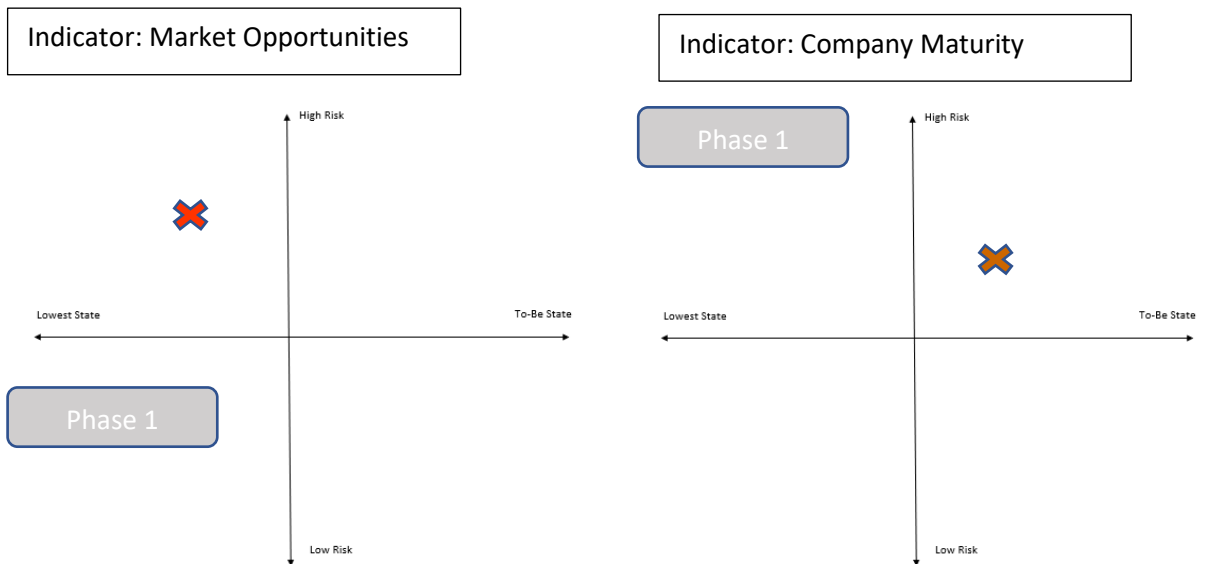 Indicator: Market Opportunities
High Risk
Lowest State
To-Be State
Phase 1
Low Risk
Indicator: Company Maturity
Phase 1
High Risk
Lowest State
To-Be State
Low Risk